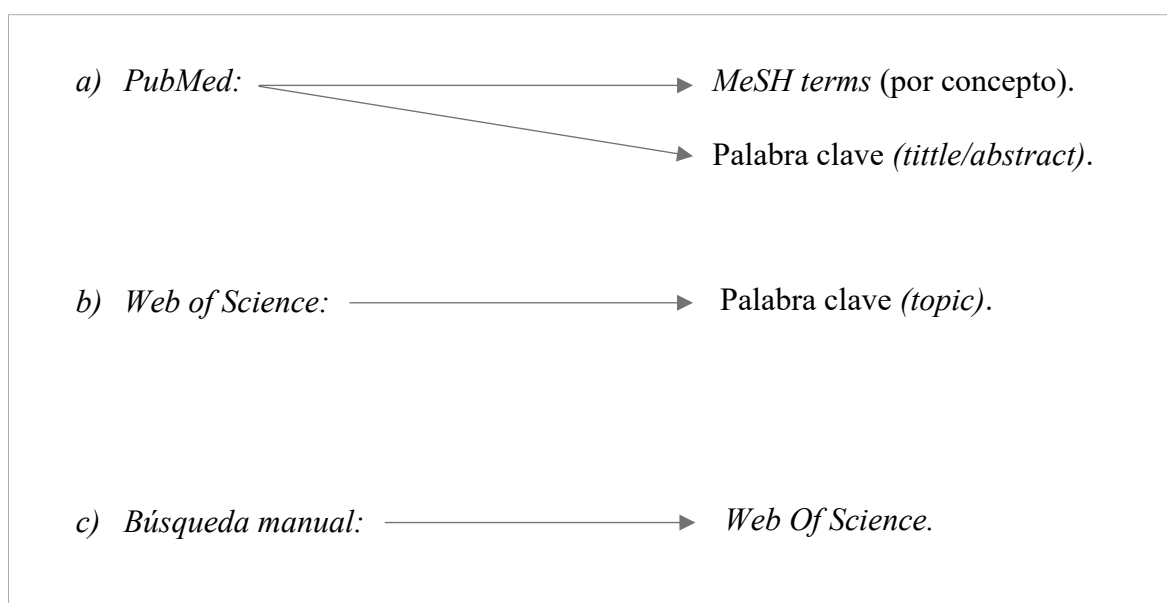 a) PubMed: MeSH terms (por concepto).
Palabra clave (tittle/abstract).
b) Web of Science: Palabra clave (topic).
c) Búsqueda manual: Web Of Science.